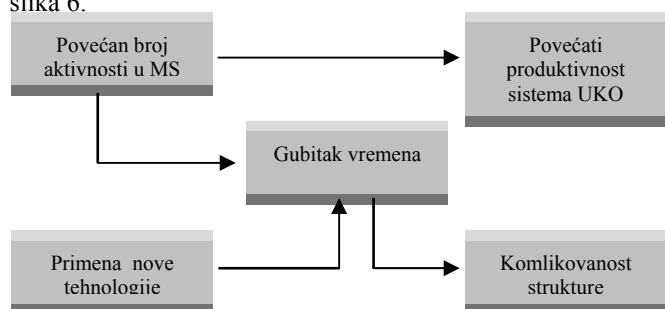 slika 6.
Povećan broj
aktivnosti u MS
Povećati
produktivnost
sistema UKO
Gubitak vremena
Primena nove
tehnologije
Komlikovanost
strukture